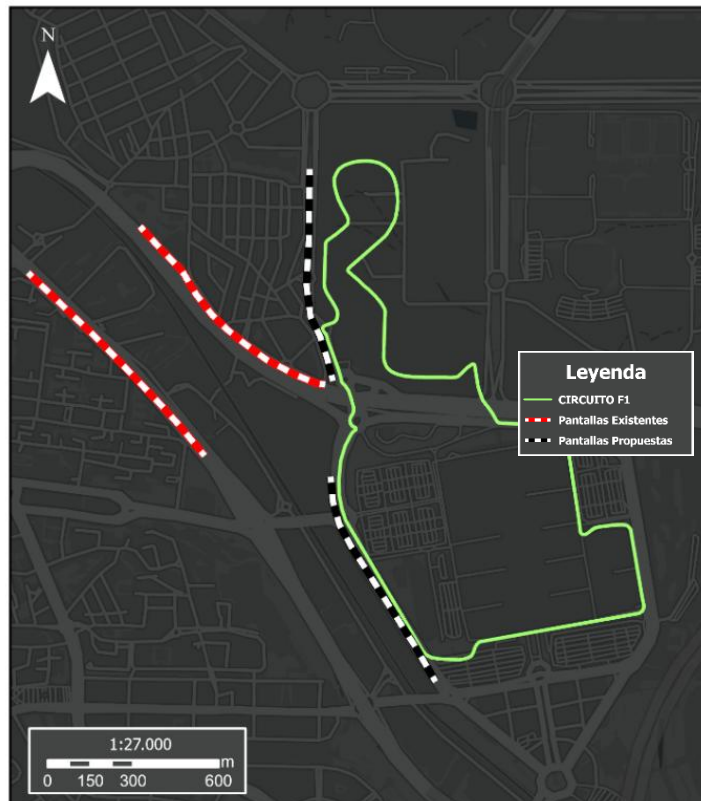 N
Leyenda
CIRCUITO F1
Pantallas Existentes
Pantallas Propuestas
1:27.000
m
0 150 300 600